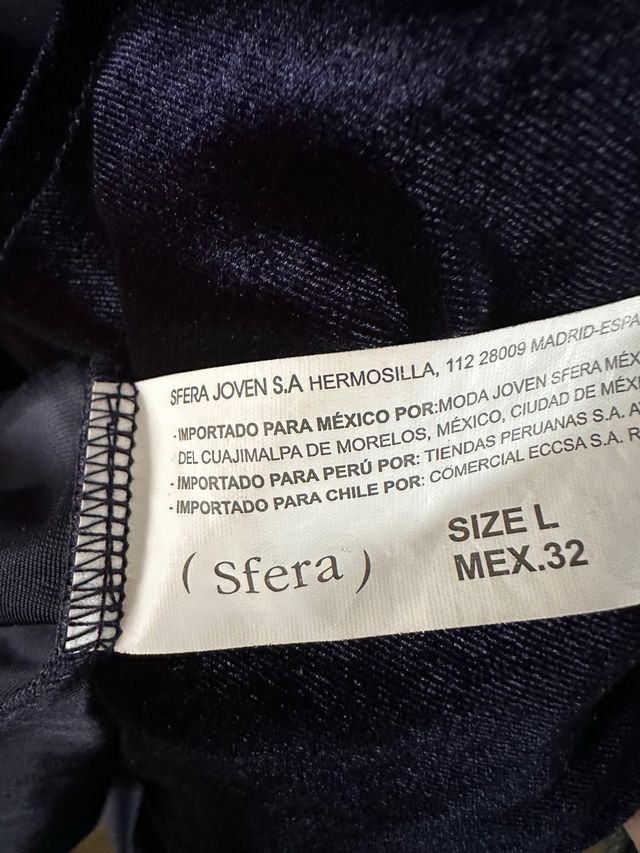 SFERA JOVEN S.A HERMOSILLA, 112 28009 MADRID-ESPA
- IMPORTADO PARA MÉXICO POR:MODA JOVEN SFERA MÉX
DEL CUAJIMALPA DE MORELOS, MÉXICO, CIUDAD DE MÉX
- IMPORTADO PARA PERÚ POR: TIENDAS PERUANAS S.A. A
- IMPORTADO PARA CHILE POR: COMERCIAL ECCSA S.A. R
( Sfera )
SIZE L
MEX.32